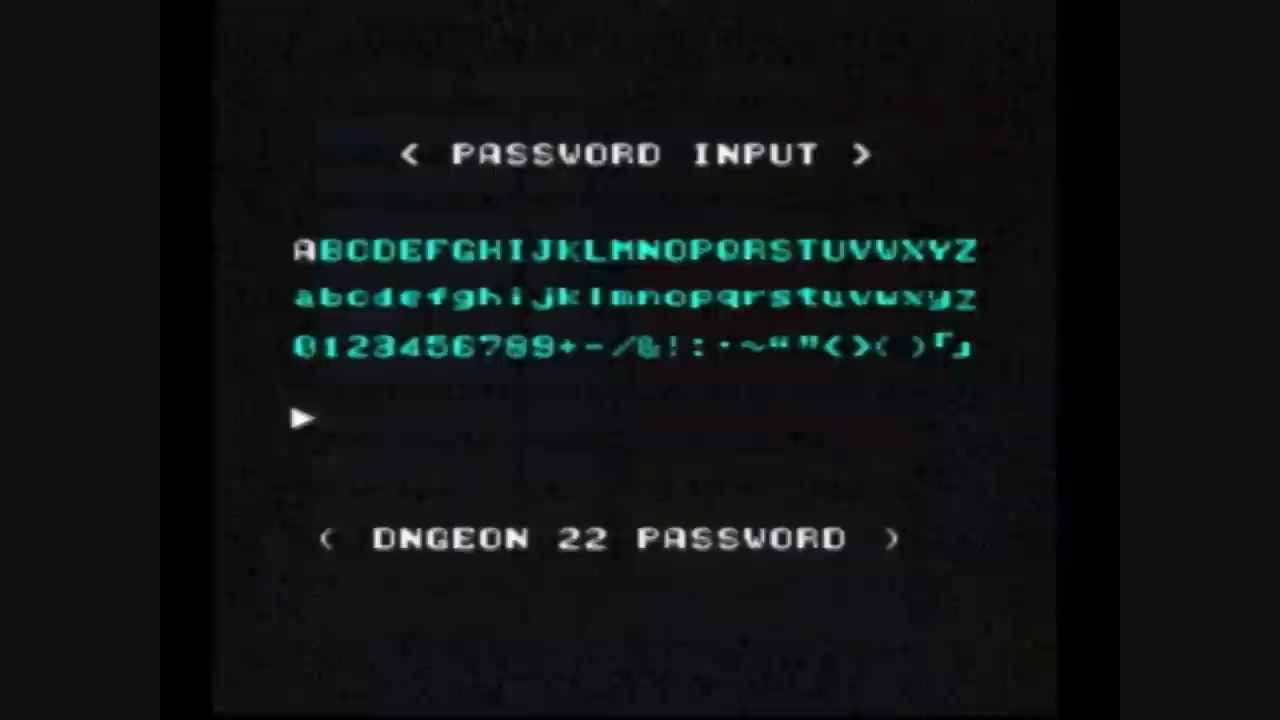 < PASSWORD INPUT >
ABCDEFGHIJKLMNOPQRSTUVWXYZ
abcdefghijklmnopqrstuvwxyz
0123456789+-/&!:·~“”<>()「」
▶
( DNGEON 22 PASSWORD )